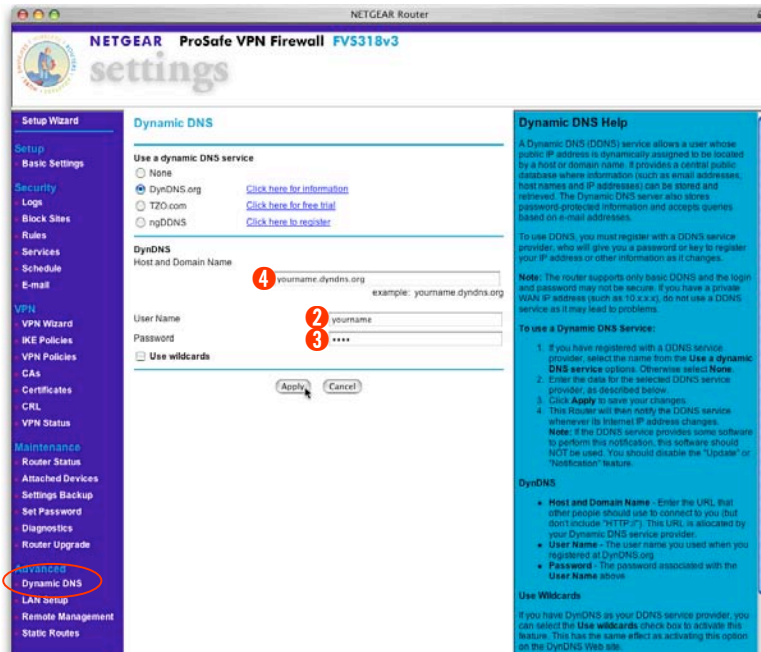 NETGEAR Router
NETGEAR ProSafe VPN Firewall FVS318v3
settings
Setup Wizard
Setup
Basic Settings
Security
Logs
Block Sites
Rules
Services
Schedule
E-mail
VPN
VPN Wizard
IKE Policies
VPN Policies
CAs
Certificates
CRL
VPN Status
Maintenance
Router Status
Attached Devices
Settings Backup
Set Password
Diagnostics
Router Upgrade
Advanced
Dynamic DNS
LAN Setup
Remote Management
Static Routes
Dynamic DNS
Use a dynamic DNS service
None
DynDNS.org Click here for information
TZO.com Click here for free trial
ngDDNS Click here to register
DynDNS
Host and Domain Name
4 yourname.dyndns.org
example: yourname.dyndns.org
User Name 2 yourname
Password 3 ••••
Use wildcards
Apply Cancel
Dynamic DNS Help
A Dynamic DNS (DDNS) service allows a user whose
public IP address is dynamically assigned to be located
by a host or domain name. It provides a central public
database where information (such as email addresses,
host names and IP addresses) can be stored and
retrieved. The Dynamic DNS server also stores
password-protected information and accepts queries
based on e-mail addresses.
To use DDNS, you must register with a DDNS service
provider, who will give you a password or key to register
your IP address or other information as it changes.
Note: The router supports only basic DDNS and the login
and password may not be secure. If you have a private
WAN IP address (such as 10.x.x.x), do not use a DDNS
service as it may lead to problems.
To use a Dynamic DNS Service:
1. If you have registered with a DDNS service
provider, select the name from the Use a dynamic
DNS service options. Otherwise select None.
2. Enter the data for the selected DDNS service
provider, as described below.
3. Click Apply to save your changes.
4. This Router will then notify the DDNS service
whenever its Internet IP address changes.
Note: If the DDNS service provides some software
to perform this notification, this software should
NOT be used. You should disable the "Update" or
"Notification" feature.
DynDNS
• Host and Domain Name - Enter the URL that
other people should use to connect to you (but
don't include "HTTP://"). This URL is allocated by
your Dynamic DNS service provider.
• User Name - The user name you used when you
registered at DynDNS.org
• Password - The password associated with the
User Name above
Use Wildcards
If you have DynDNS as your DDNS service provider, you
can select the Use wildcards check box to activate this
feature. This has the same effect as activating this option
on the DynDNS Web site.